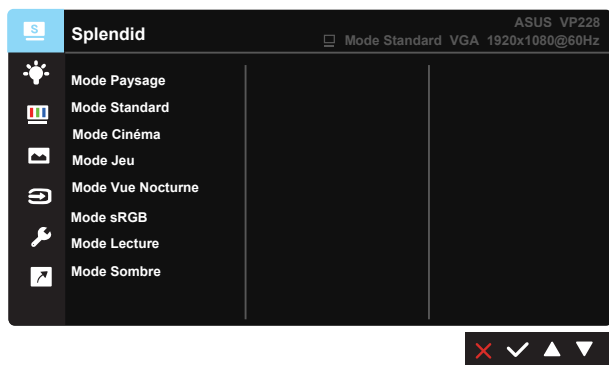 S
Splendid
ASUS VP228
Mode Standard VGA 1920x1080@60Hz
Mode Paysage
Mode Standard
Mode Cinéma
Mode Jeu
Mode Vue Nocturne
Mode sRGB
Mode Lecture
Mode Sombre